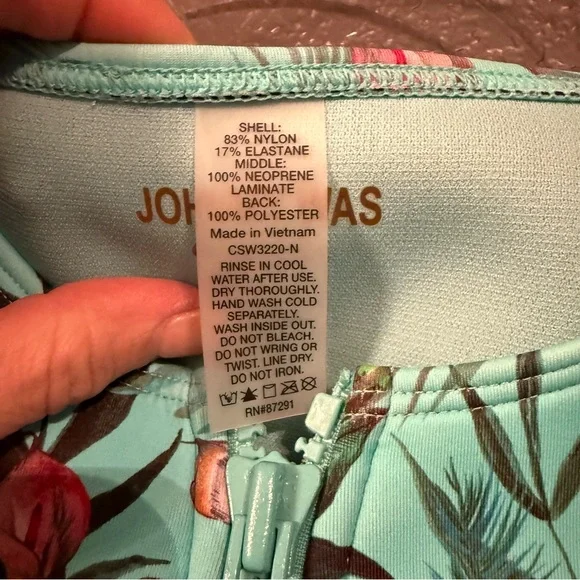 SHELL:
83% NYLON
17% ELASTANE
MIDDLE:
100% NEOPRENE
LAMINATE
BACK:
100% POLYESTER
Made in Vietnam
CSW3220-N
RINSE IN COOL
WATER AFTER USE.
DRY THOROUGHLY.
HAND WASH COLD
SEPARATELY.
WASH INSIDE OUT.
DO NOT BLEACH.
DO NOT WRING OR
TWIST. LINE DRY.
DO NOT IRON.
RN#87291
JOH WAS